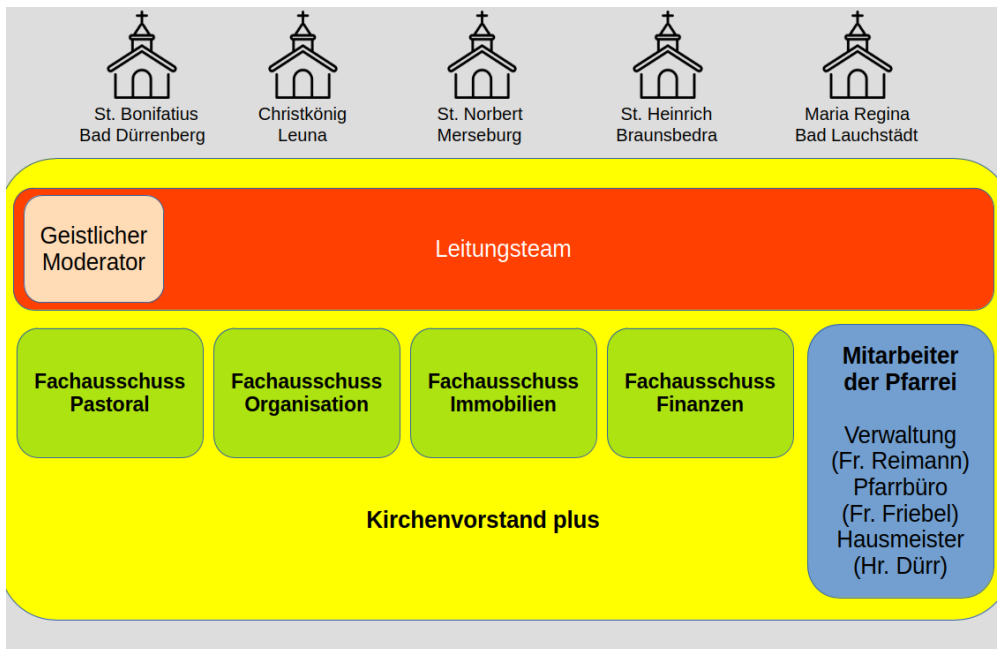 St. Bonifatius
Bad Dürrenberg
Christkönig
Leuna
St. Norbert
Merseburg
St. Heinrich
Braunsbedra
Maria Regina
Bad Lauchstädt
Geistlicher
Moderator
Leitungsteam
Fachausschuss
Pastoral
Fachausschuss
Organisation
Fachausschuss
Immobilien
Fachausschuss
Finanzen
Mitarbeiter
der Pfarrei
Verwaltung
(Fr. Reimann)
Pfarrbüro
(Fr. Friebel)
Hausmeister
(Hr. Dürr)
Kirchenvorstand plus